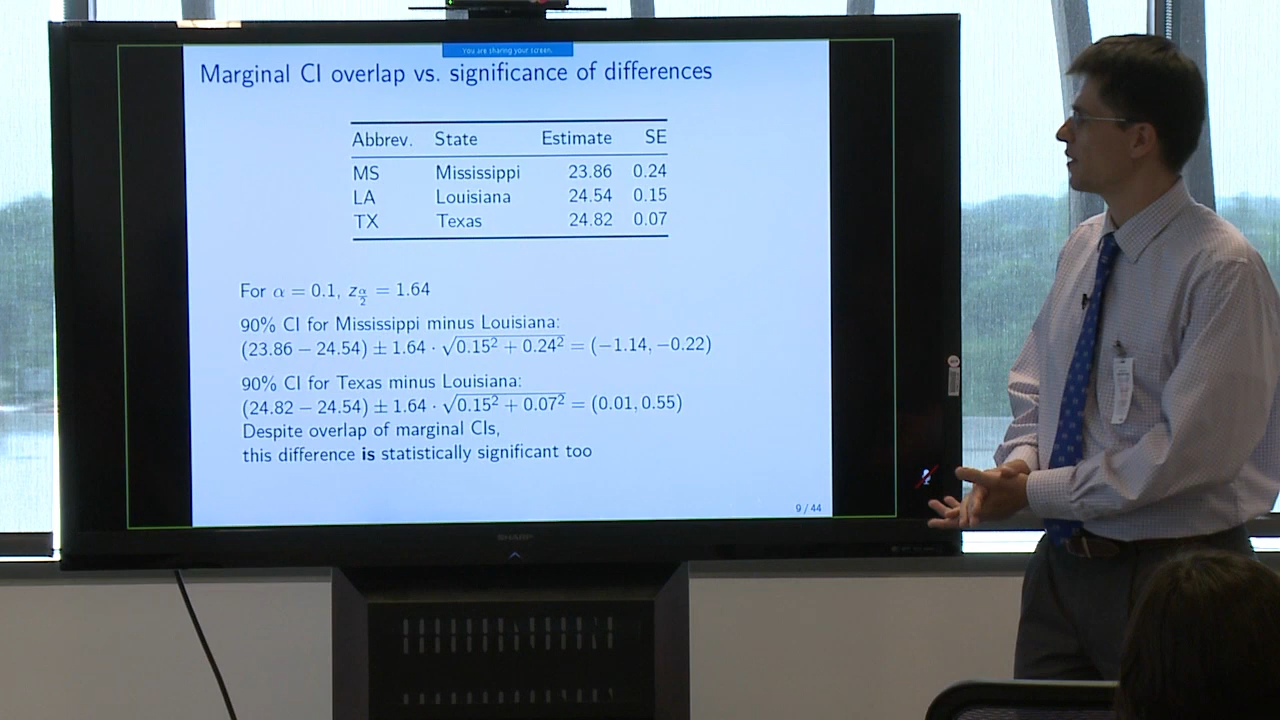 You are sharing your screen.
Marginal CI overlap vs. significance of differences
Abbrev. State Estimate SE
MS Mississippi 23.86 0.24
LA Louisiana 24.54 0.15
TX Texas 24.82 0.07
For α = 0.1, z_{α/2} = 1.64
90% CI for Mississippi minus Louisiana:
(23.86 − 24.54) ± 1.64 · √(0.15² + 0.24²) = (−1.14, −0.22)
90% CI for Texas minus Louisiana:
(24.82 − 24.54) ± 1.64 · √(0.15² + 0.07²) = (0.01, 0.55)
Despite overlap of marginal CIs,
this difference is statistically significant too
9 / 44
SHARP